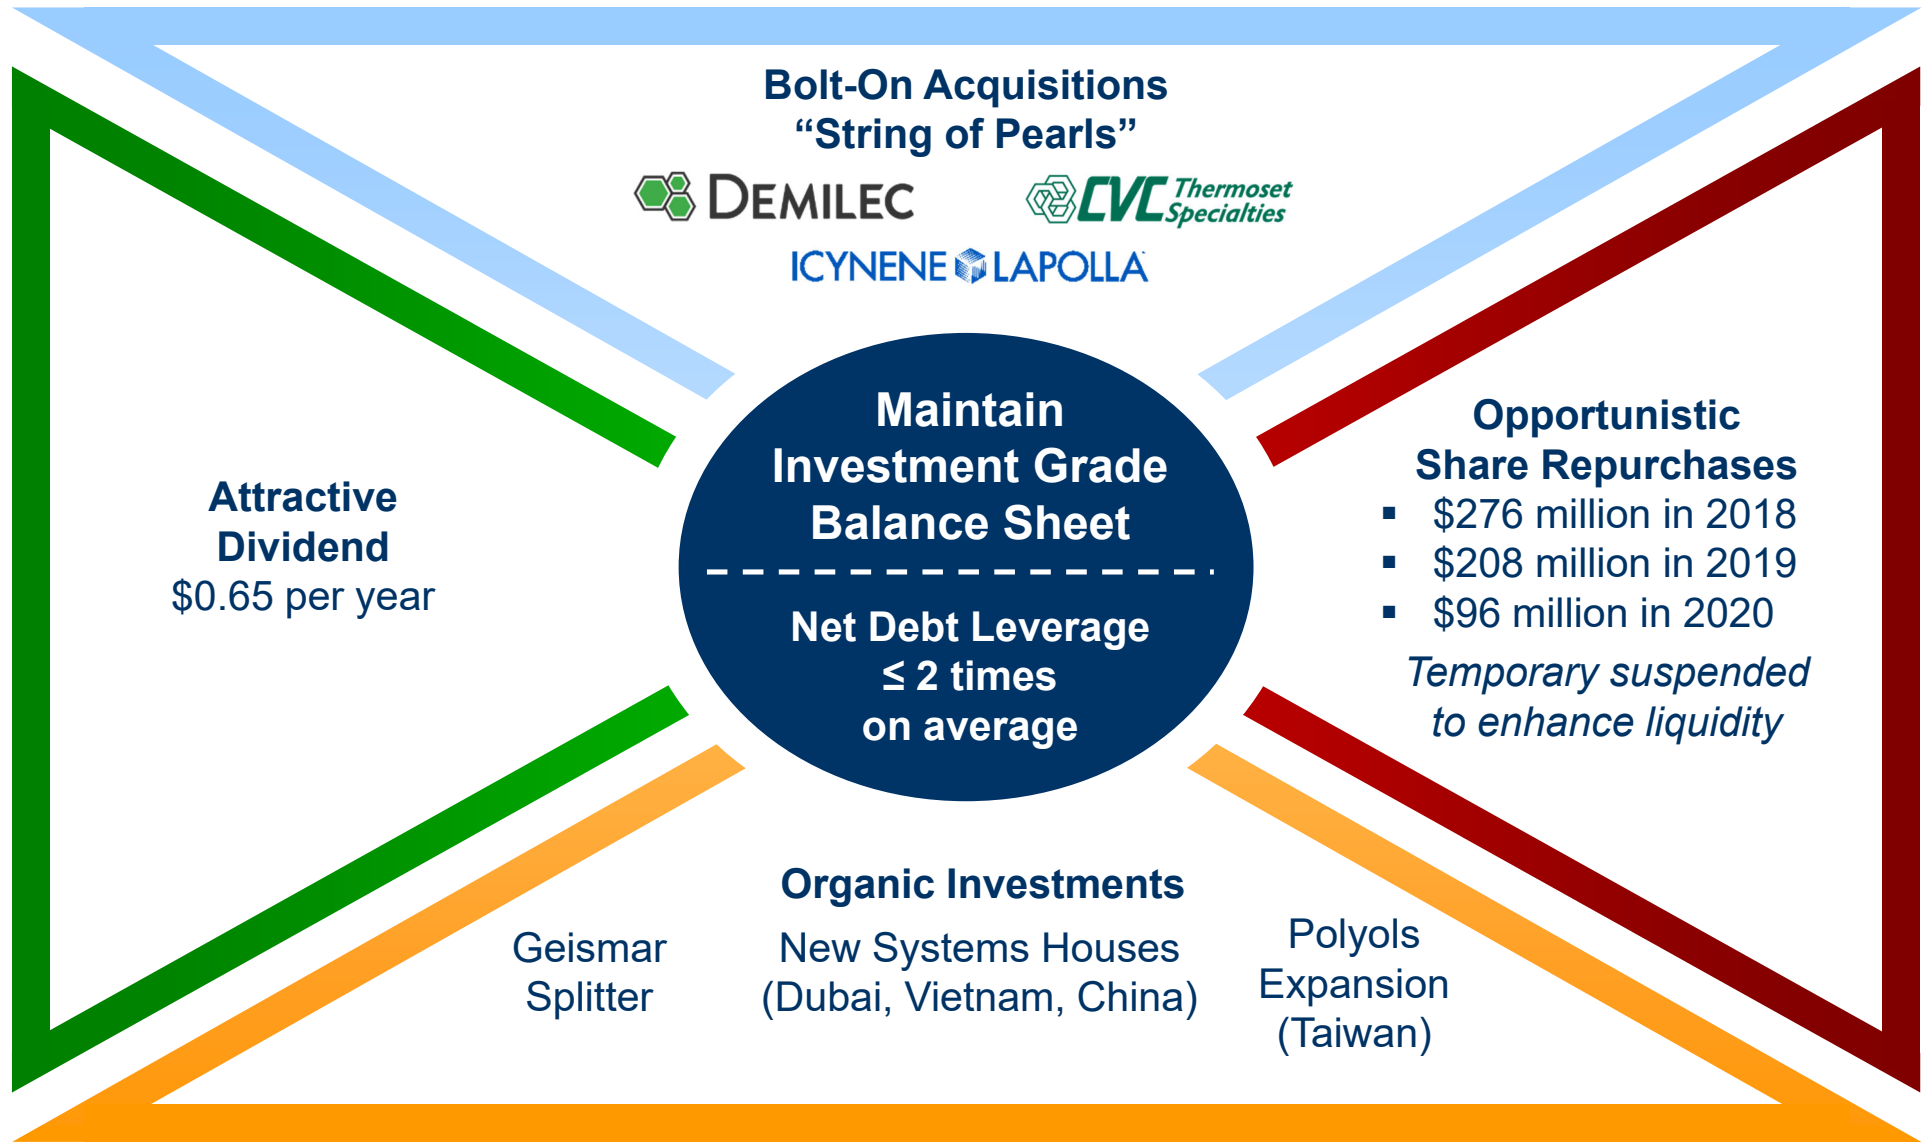 Bolt-On Acquisitions
“String of Pearls”
DEMILEC
CVC Thermoset Specialties
ICYNENE LAPOLLA
Attractive
Dividend
$0.65 per year
Maintain
Investment Grade
Balance Sheet
Net Debt Leverage
≤ 2 times
on average
Opportunistic
Share Repurchases
▪ $276 million in 2018
▪ $208 million in 2019
▪ $96 million in 2020
Temporary suspended
to enhance liquidity
Organic Investments
Geismar
Splitter
New Systems Houses
(Dubai, Vietnam, China)
Polyols
Expansion
(Taiwan)